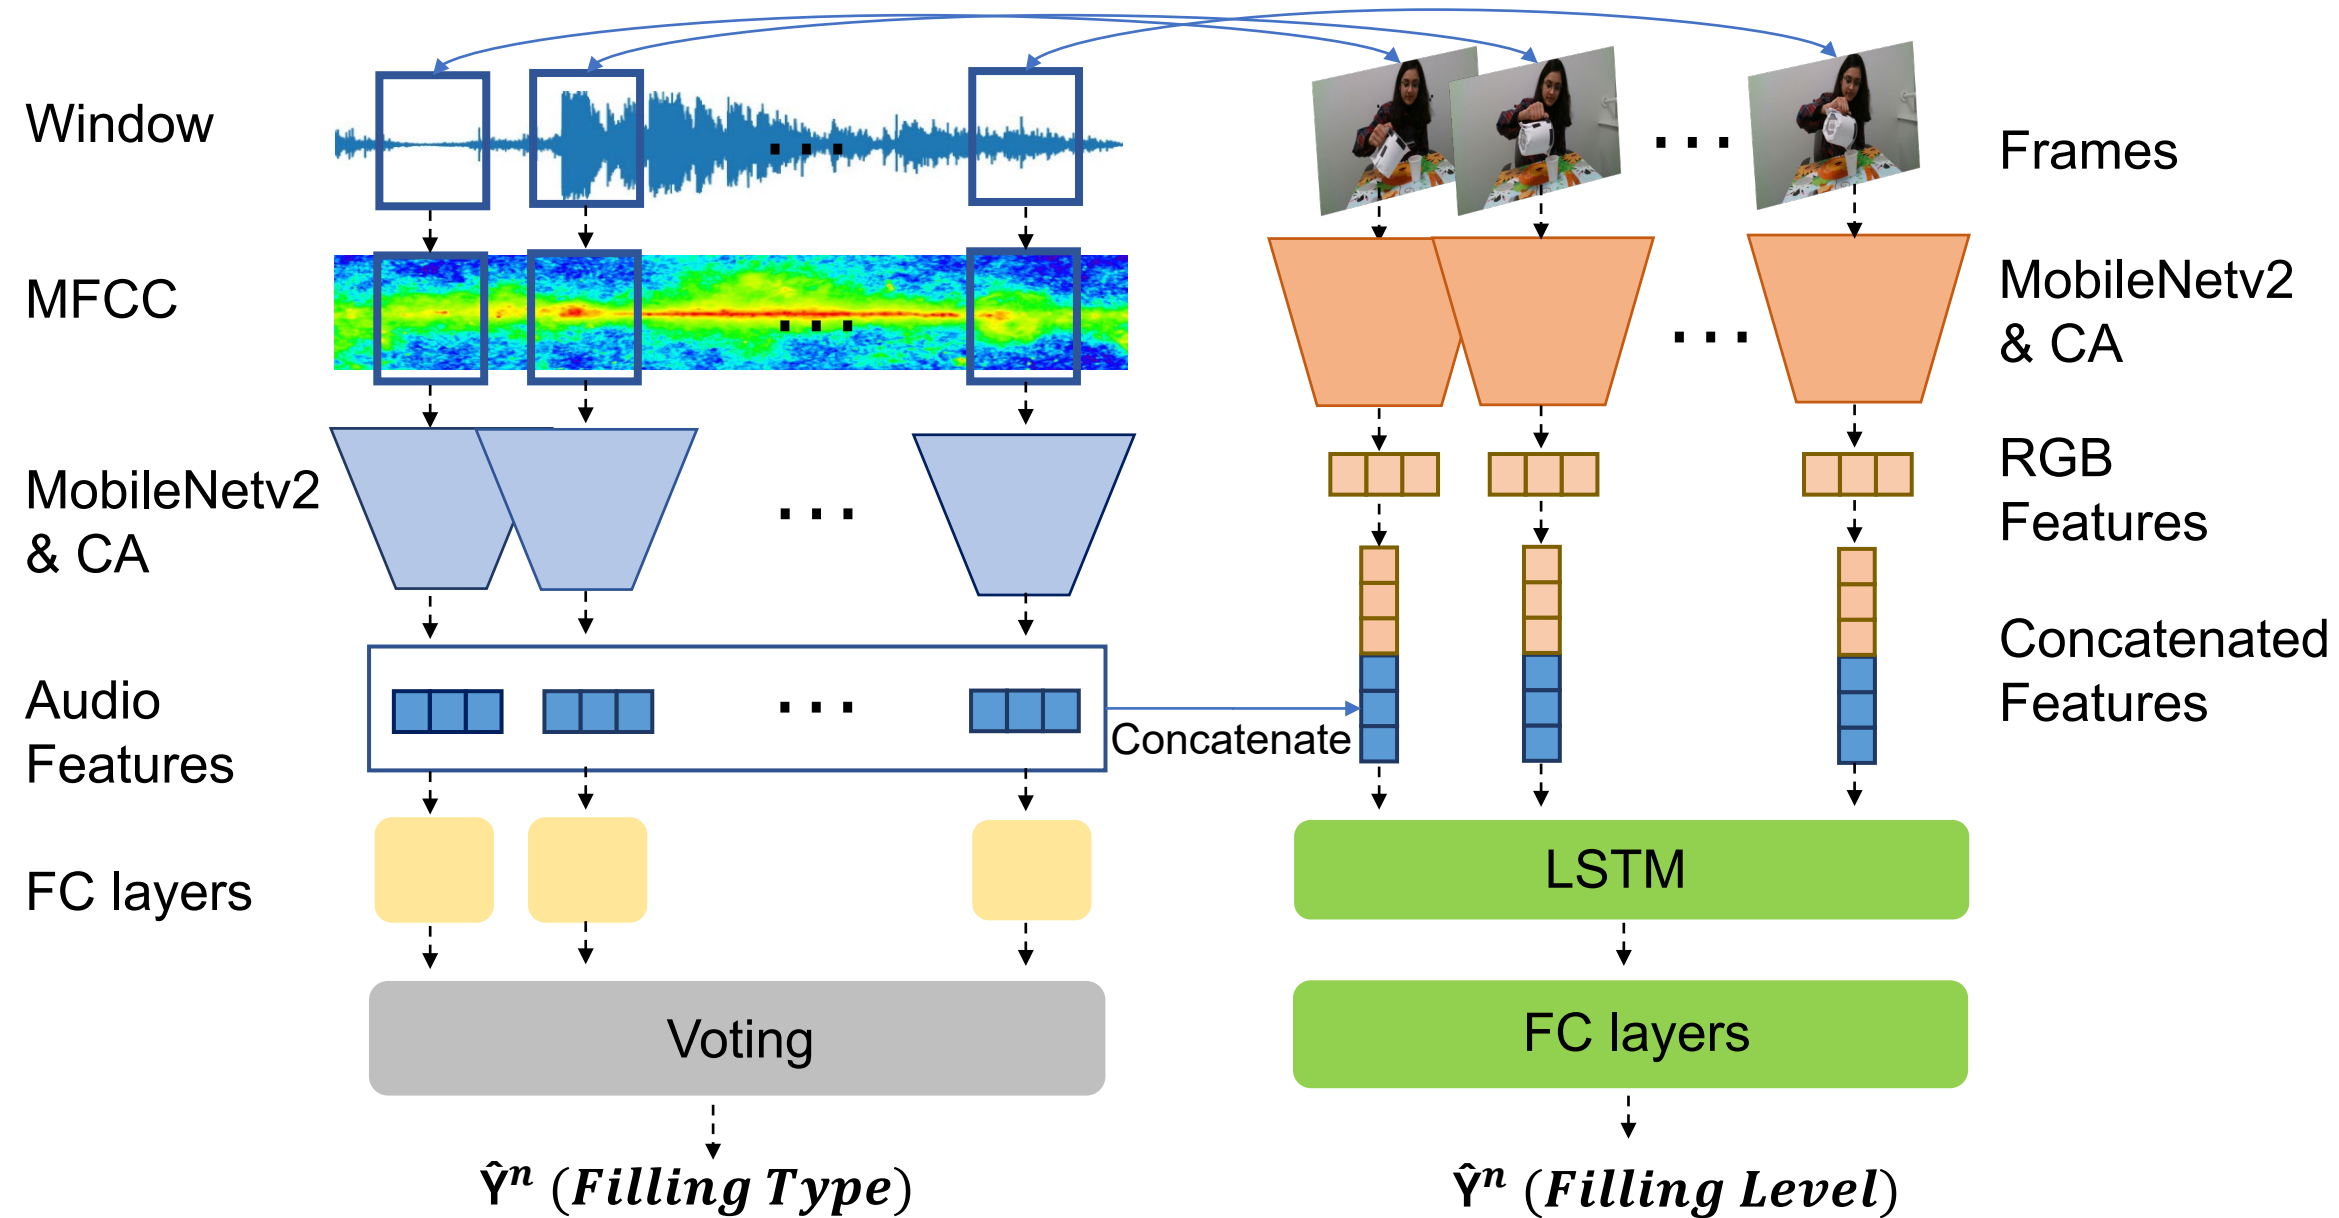 Window
MFCC
MobileNetv2
& CA
Audio
Features
FC layers
Concatenate
Voting
Ŷⁿ (Filling Type)
Frames
MobileNetv2
& CA
RGB
Features
Concatenated
Features
LSTM
FC layers
Ŷⁿ (Filling Level)